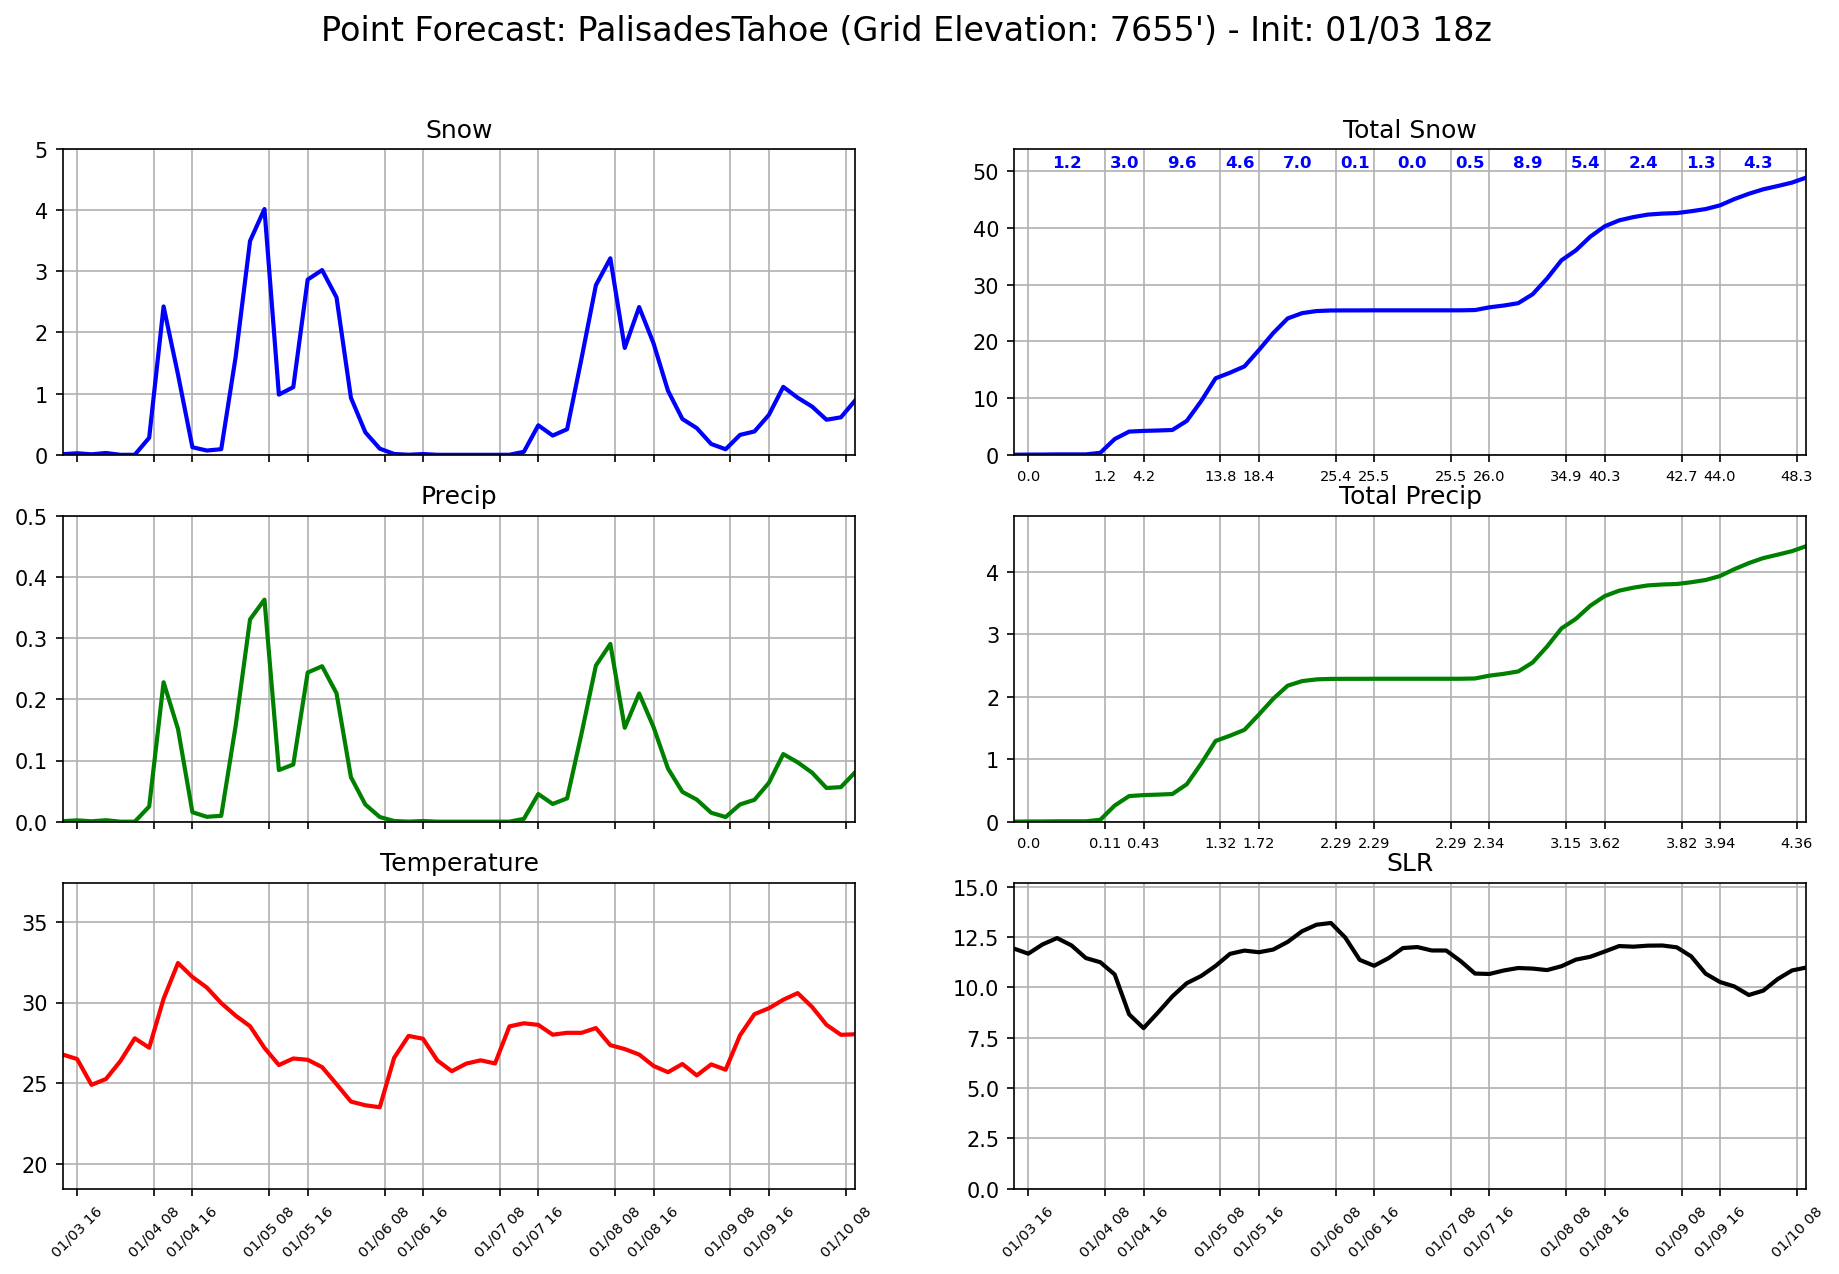 Point Forecast: PalisadesTahoe (Grid Elevation: 7655') - Init: 01/03 18z
Snow
5
4
3
2
1
0
Total Snow
1.2 3.0 9.6 4.6 7.0 0.1 0.0 0.5 8.9 5.4 2.4 1.3 4.3
50
40
30
20
10
0
0.0 1.2 4.2 13.8 18.4 25.4 25.5 25.5 26.0 34.9 40.3 42.7 44.0 48.3
Precip
0.5
0.4
0.3
0.2
0.1
0.0
Total Precip
4
3
2
1
0
0.0 0.11 0.43 1.32 1.72 2.29 2.29 2.29 2.34 3.15 3.62 3.82 3.94 4.36
Temperature
35
30
25
20
01/03 16 01/04 08 01/04 16 01/05 08 01/05 16 01/06 08 01/06 16 01/07 08 01/07 16 01/08 08 01/08 16 01/09 08 01/09 16 01/10 08
SLR
15.0
12.5
10.0
7.5
5.0
2.5
0.0
01/03 16 01/04 08 01/04 16 01/05 08 01/05 16 01/06 08 01/06 16 01/07 08 01/07 16 01/08 08 01/08 16 01/09 08 01/09 16 01/10 08